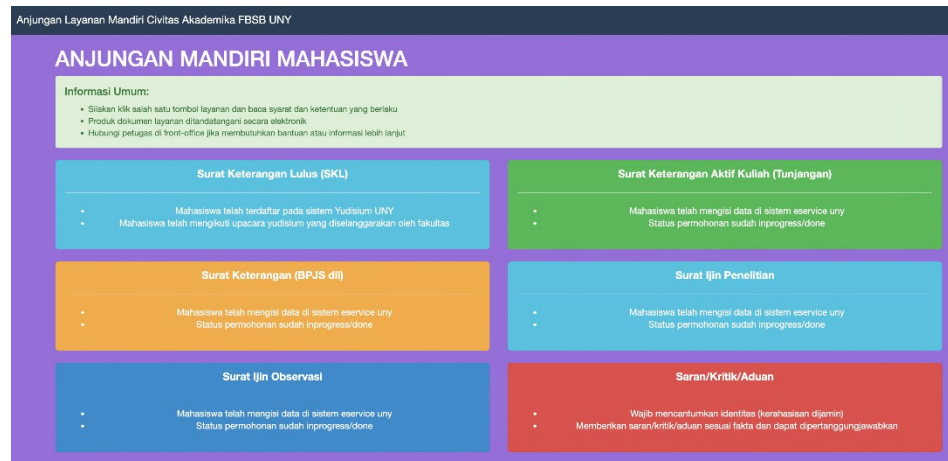 Anjungan Layanan Mandiri Civitas Akademika FBSB UNY
ANJUNGAN MANDIRI MAHASISWA
Informasi Umum:
Silakan klik salah satu tombol layanan dan baca syarat dan ketentuan yang berlaku
Produk dokumen layanan ditandatangani secara elektronik
Hubungi petugas di front-office jika membutuhkan bantuan atau informasi lebih lanjut
Surat Keterangan Lulus (SKL)
Mahasiswa telah terdaftar pada sistem Yudisium UNY
Mahasiswa telah mengikuti upacara yudisium yang diselanggarakan oleh fakultas
Surat Keterangan Aktif Kuliah (Tunjangan)
Mahasiswa telah mengisi data di sistem eservice uny
Status permohonan sudah inprogress/done
Surat Keterangan (BPJS dll)
Mahasiswa telah mengisi data di sistem eservice uny
Status permohonan sudah inprogress/done
Surat Ijin Penelitian
Mahasiswa telah mengisi data di sistem eservice uny
Status permohonan sudah inprogress/done
Surat Ijin Observasi
Mahasiswa telah mengisi data di sistem eservice uny
Status permohonan sudah inprogress/done
Saran/Kritik/Aduan
Wajib mencantumkan identitas (kerahasiaan dijamin)
Memberikan saran/kritik/aduan sesuai fakta dan dapat dipertanggungjawabkan